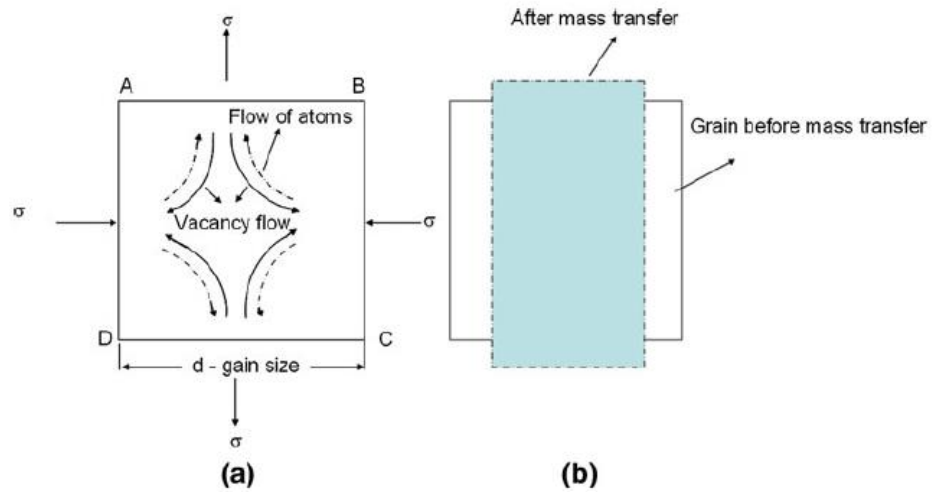 σ
A
B
Flow of atoms
σ
Vacancy flow
σ
D
C
d - gain size
σ
(a)
After mass transfer
Grain before mass transfer
(b)